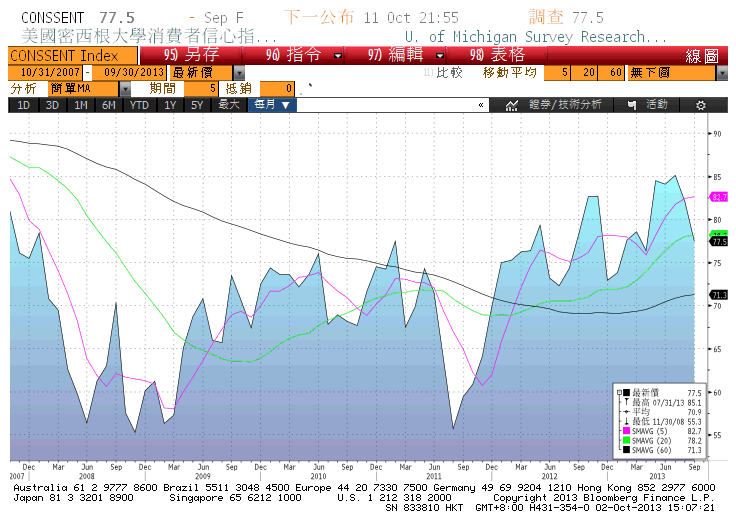 CONSSENT 77.5 - Sep F 下一公布 11 Oct 21:55 調查 77.5
美國密西根大學消費者信心指... U. of Michigan Survey Research...
CONSSENT Index 95) 另存 96) 指令 97) 編輯 98) 表格 線圖
10/31/2007 - 09/30/2013 最新價 比較 移動平均 5 20 60 無下價
分析 簡單MA 期間 5 抵銷 0
1D 3D 1M 6M YTD 1Y 5Y 最大 每月 ▼ « 證券/技術分析 活動
90
85
82.7
80
77.5
75
71.3
70
65
60
55
最新價 77.5
最高 07/31/13 85.1
平均 70.9
最低 11/30/08 55.3
SMAVG (5) 82.7
SMAVG (20) 78.2
SMAVG (60) 71.3
Dec Mar Jun Sep Dec Mar Jun Sep Dec Mar Jun Sep Dec Mar Jun Sep Dec Mar Jun Sep Dec Mar Jun Sep
2007 2008 2009 2010 2011 2012 2013
Australia 61 2 9777 8600 Brazil 5511 3048 4500 Europe 44 20 7330 7500 Germany 49 69 9204 1210 Hong Kong 852 2977 6000
Japan 81 3 3201 8900 Singapore 65 6212 1000 U.S. 1 212 318 2000 Copyright 2013 Bloomberg Finance L.P.
SN 833810 HKT GMT+8:00 H431-354-0 02-Oct-2013 15:07:21